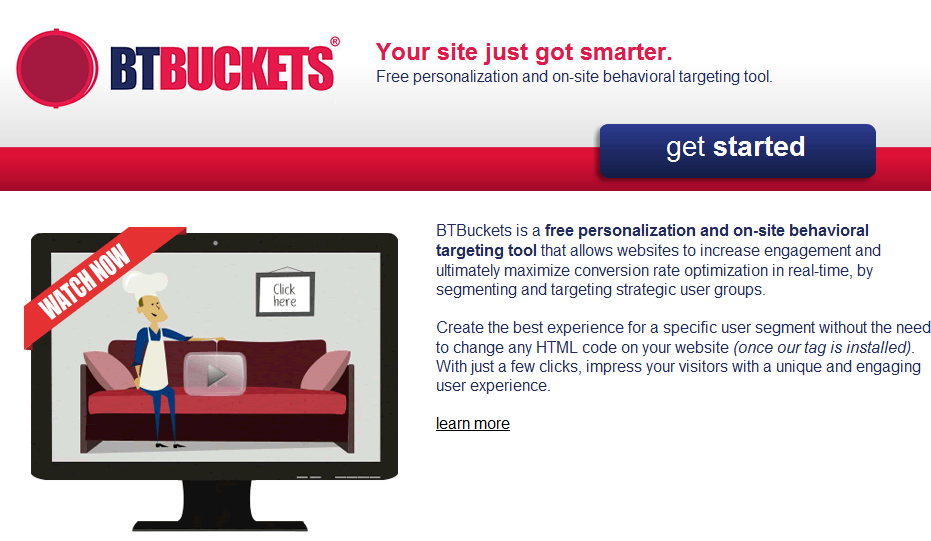 BTBUCKETS®
Your site just got smarter.
Free personalization and on-site behavioral targeting tool.
get started
WATCH NOW
Click
here
BTBuckets is a free personalization and on-site behavioral
targeting tool that allows websites to increase engagement and
ultimately maximize conversion rate optimization in real-time, by
segmenting and targeting strategic user groups.
Create the best experience for a specific user segment without the need
to change any HTML code on your website (once our tag is installed).
With just a few clicks, impress your visitors with a unique and engaging
user experience.
learn more